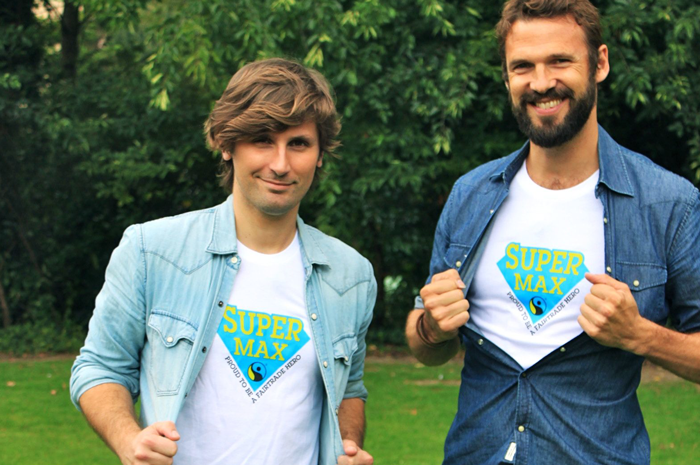 SUPER
MAX
PROUD TO BE
A FAIRTRADE HERO
SUPER
MAX
PROUD TO BE
A FAIRTRADE HERO